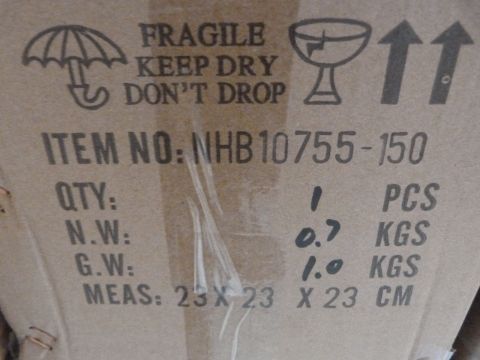 FRAGILE
KEEP DRY
DON'T DROP
ITEM NO: NHB10755-150
QTY: 1 PCS
N.W: 0.7 KGS
G.W: 1.0 KGS
MEAS: 23 X 23 X 23 CM